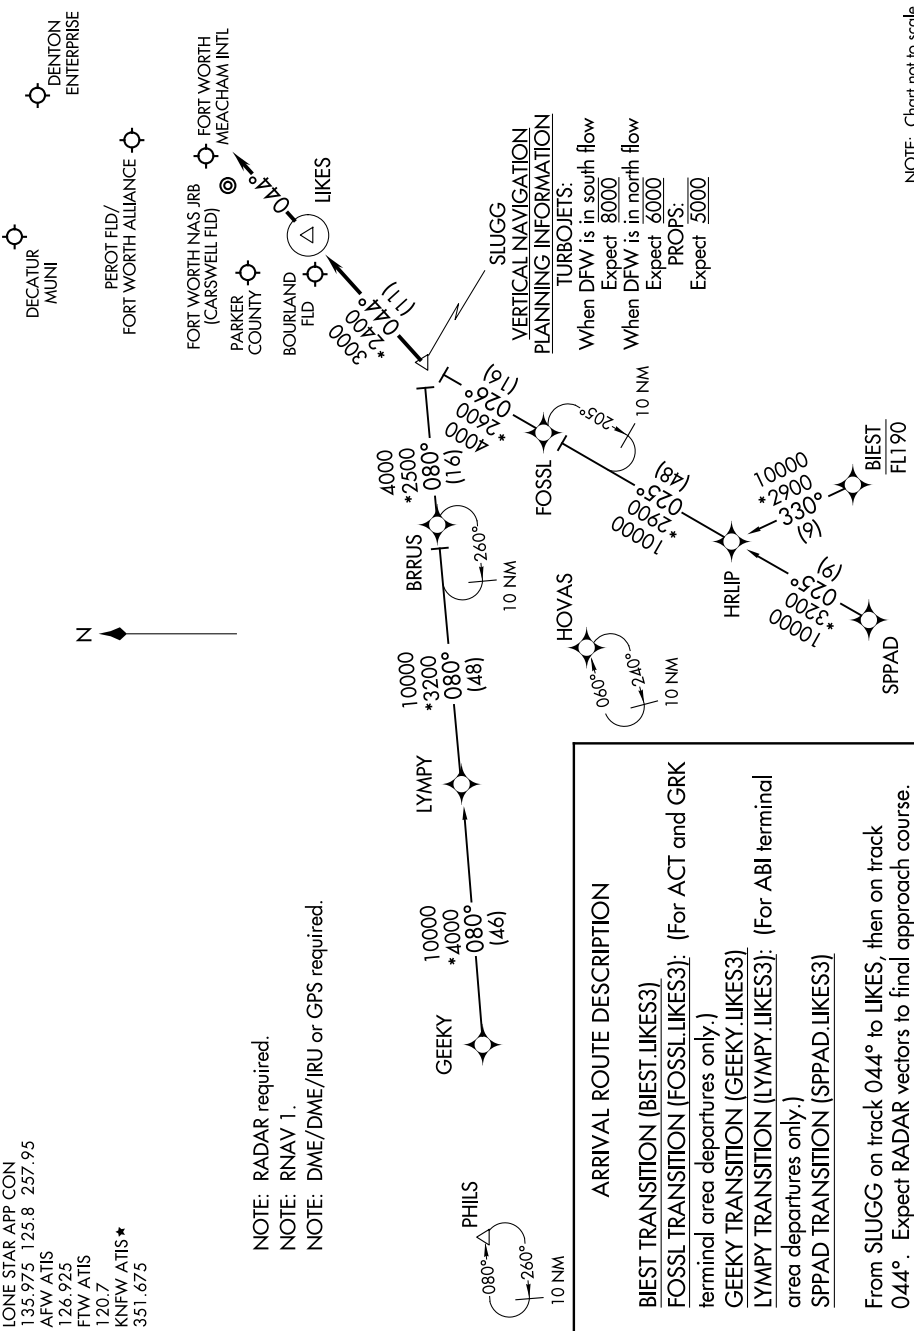 LONE STAR APP CON
135.975 125.8 257.95
AFW ATIS
126.925
FTW ATIS
120.7
KNFW ATIS★
351.675
NOTE: RADAR required.
NOTE: RNAV 1.
NOTE: DME/DME/IRU or GPS required.
N
DECATUR
MUNI
DENTON
ENTERPRISE
PEROT FLD/
FORT WORTH ALLIANCE
FORT WORTH NAS JRB
(CARSWELL FLD)
FORT WORTH
MEACHAM INTL
PARKER
COUNTY
BOURLAND
FLD
LIKES
044°
3000
*2400
044°
(11)
SLUGG
VERTICAL NAVIGATION
PLANNING INFORMATION
TURBOJETS:
When DFW is in south flow
Expect 8000
When DFW is in north flow
Expect 6000
PROPS:
Expect 5000
4000
*2500
080°
(16)
4000
*2600
026°
(16)
BRRUS
260°
10 NM
FOSSL
205°
10 NM
10000
*3200
080°
(48)
LYMPY
10000
*4000
080°
(46)
GEEKY
PHILS
080°
260°
10 NM
HOVAS
060°
240°
10 NM
10000
*2900
025°
(48)
HRLIP
10000
*2900
330°
(9)
BIEST
FL190
10000
*3200
025°
(9)
SPPAD
ARRIVAL ROUTE DESCRIPTION
BIEST TRANSITION (BIEST.LIKES3)
FOSSL TRANSITION (FOSSL.LIKES3): (For ACT and GRK
terminal area departures only.)
GEEKY TRANSITION (GEEKY.LIKES3)
LYMPY TRANSITION (LYMPY.LIKES3): (For ABI terminal
area departures only.)
SPPAD TRANSITION (SPPAD.LIKES3)
From SLUGG on track 044° to LIKES, then on track
044°. Expect RADAR vectors to final approach course.
NOTE: Chart not to scale